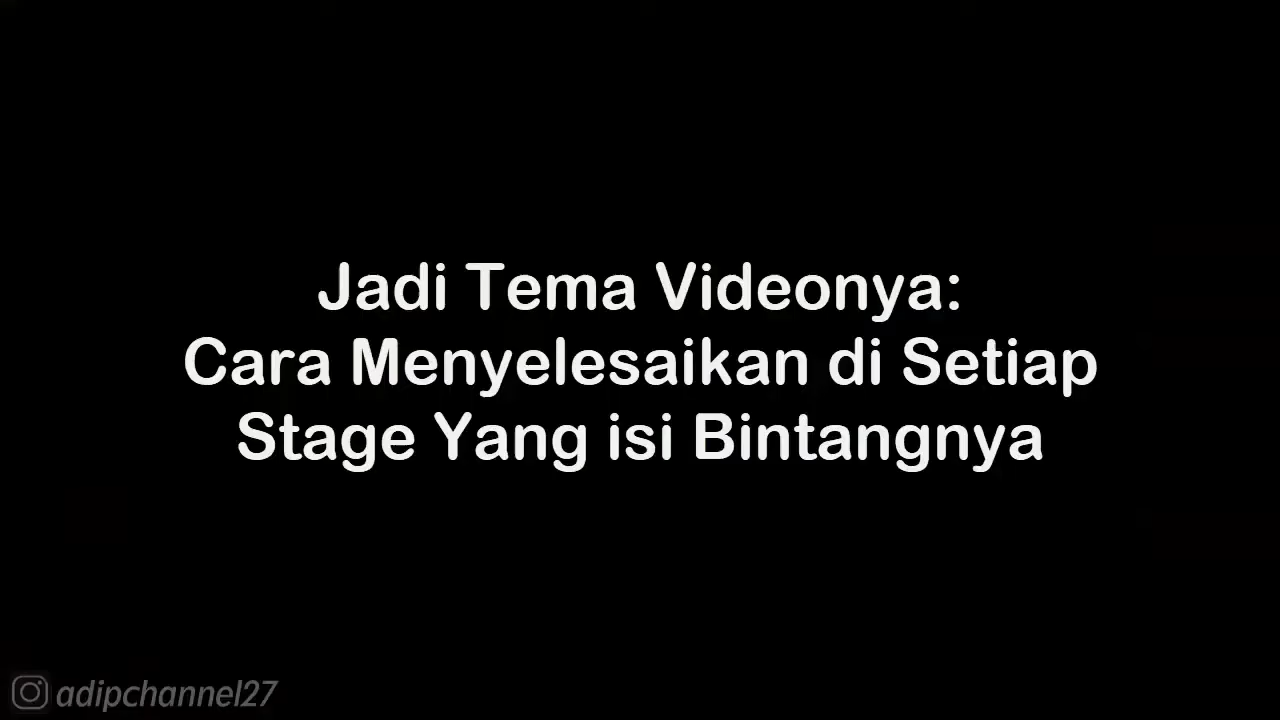 Jadi Tema Videonya:
Cara Menyelesaikan di Setiap
Stage Yang isi Bintangnya
adipchannel27